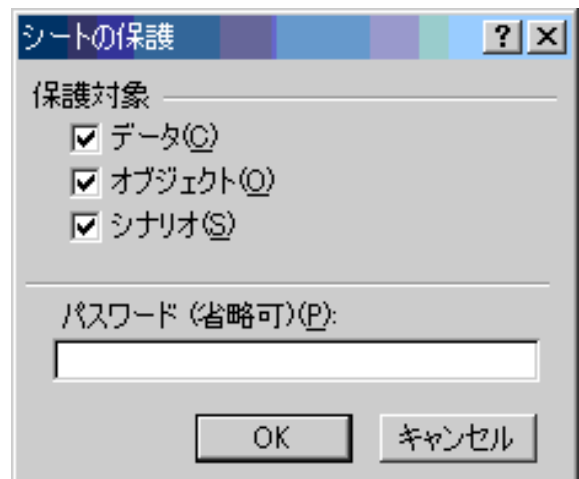 シートの保護
保護対象
データ(C)
オブジェクト(O)
シナリオ(S)
パスワード (省略可)(P):
OK
キャンセル